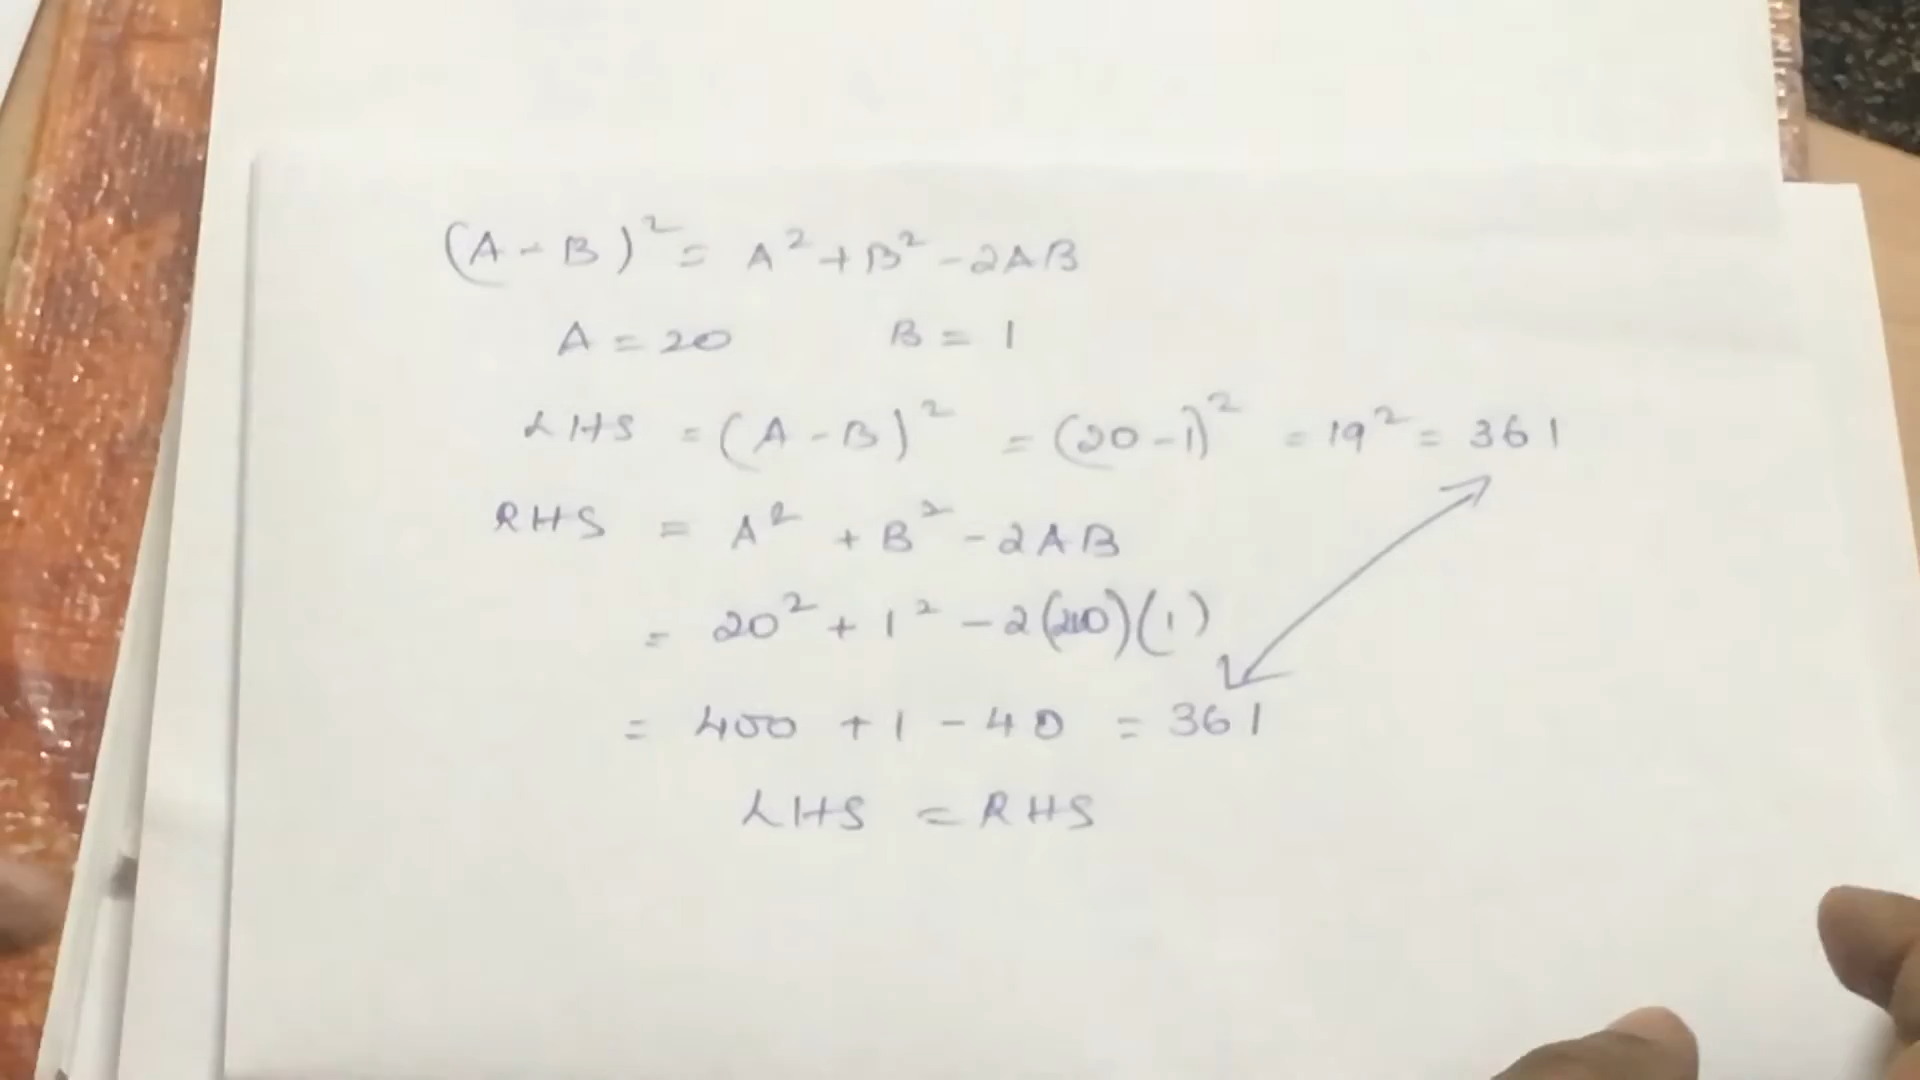 (A - B)² = A² + B² - 2AB
A = 20 B = 1
LHS = (A - B)² = (20 - 1)² = 19² = 361
RHS = A² + B² - 2AB
= 20² + 1² - 2(20)(1)
= 400 + 1 - 40 = 361
LHS = RHS